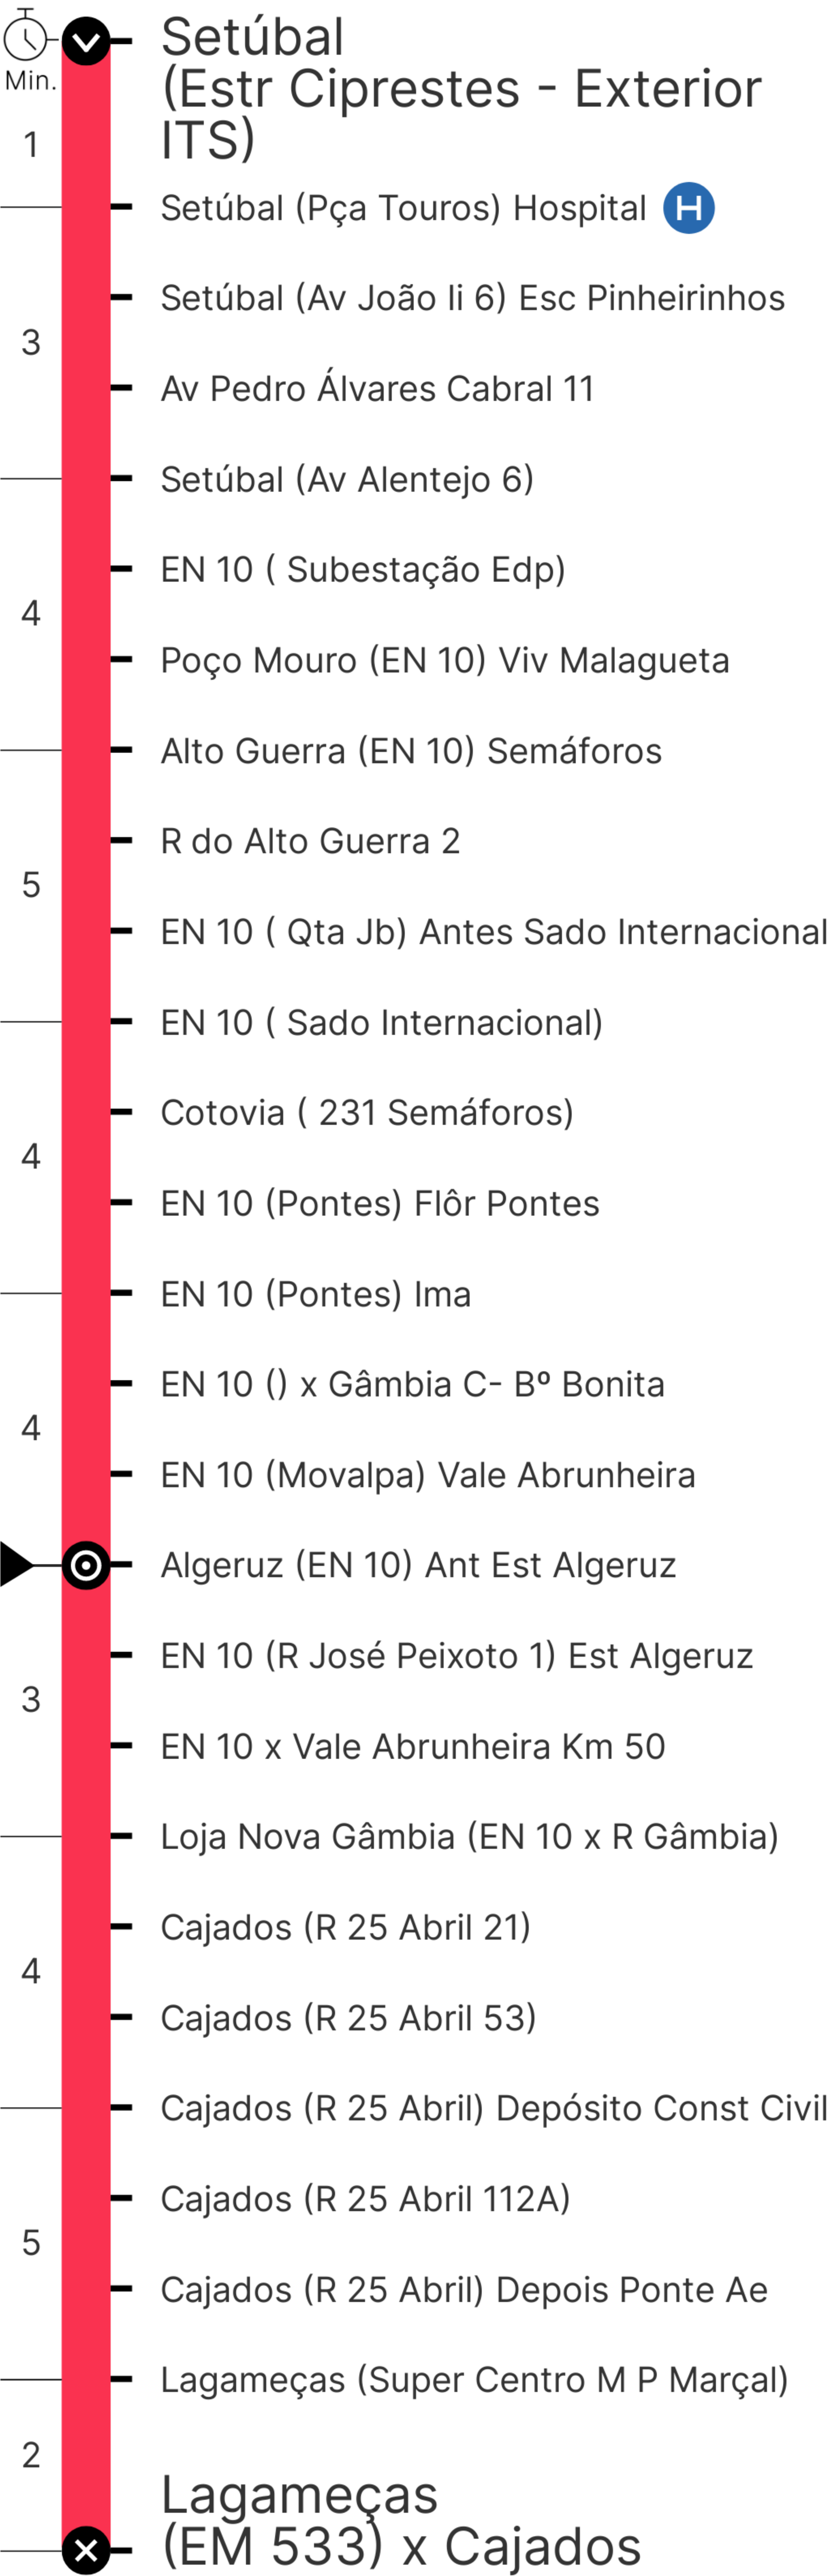 Setúbal
(Estr Ciprestes - Exterior
ITS)
Min.
1
Setúbal (Pça Touros) Hospital H
Setúbal (Av João Ii 6) Esc Pinheirinhos
3
Av Pedro Álvares Cabral 11
Setúbal (Av Alentejo 6)
EN 10 ( Subestação Edp)
4
Poço Mouro (EN 10) Viv Malagueta
Alto Guerra (EN 10) Semáforos
R do Alto Guerra 2
5
EN 10 ( Qta Jb) Antes Sado Internacional
EN 10 ( Sado Internacional)
Cotovia ( 231 Semáforos)
4
EN 10 (Pontes) Flôr Pontes
EN 10 (Pontes) Ima
EN 10 () x Gâmbia C- Bº Bonita
4
EN 10 (Movalpa) Vale Abrunheira
Algeruz (EN 10) Ant Est Algeruz
EN 10 (R José Peixoto 1) Est Algeruz
3
EN 10 x Vale Abrunheira Km 50
Loja Nova Gâmbia (EN 10 x R Gâmbia)
Cajados (R 25 Abril 21)
4
Cajados (R 25 Abril 53)
Cajados (R 25 Abril) Depósito Const Civil
Cajados (R 25 Abril 112A)
5
Cajados (R 25 Abril) Depois Ponte Ae
Lagameças (Super Centro M P Marçal)
2
Lagameças
(EM 533) x Cajados